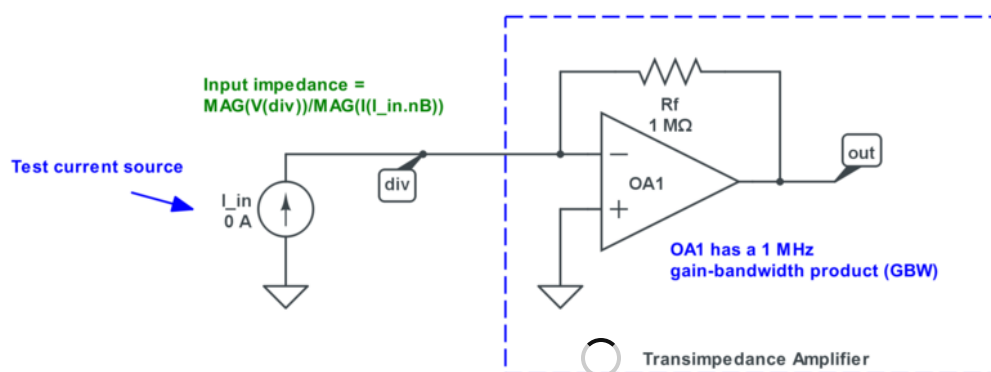 Input impedance =
MAG(V(div))/MAG(I(I_in.nB))
Test current source
I_in
0 A
div
Rf
1 MΩ
−
OA1
+
out
OA1 has a 1 MHz
gain-bandwidth product (GBW)
Transimpedance Amplifier